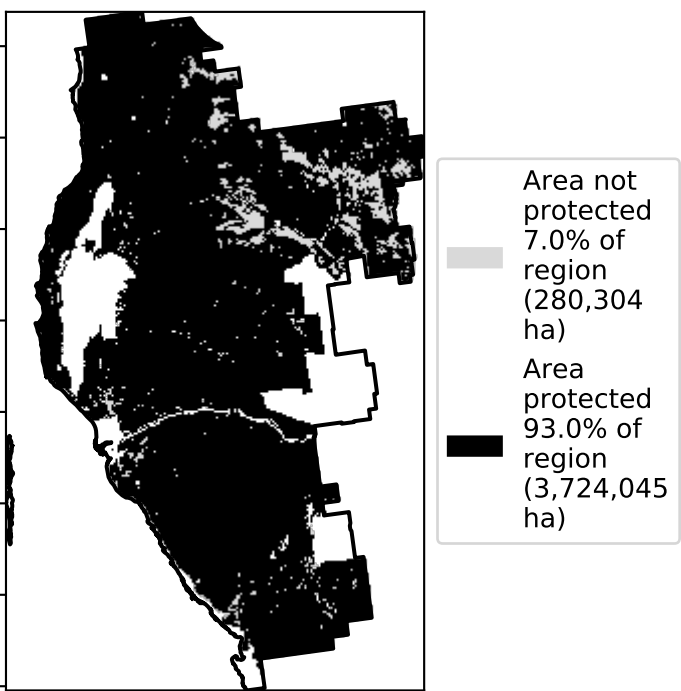 Area not
protected
7.0% of
region
(280,304
ha)
Area
protected
93.0% of
region
(3,724,045
ha)